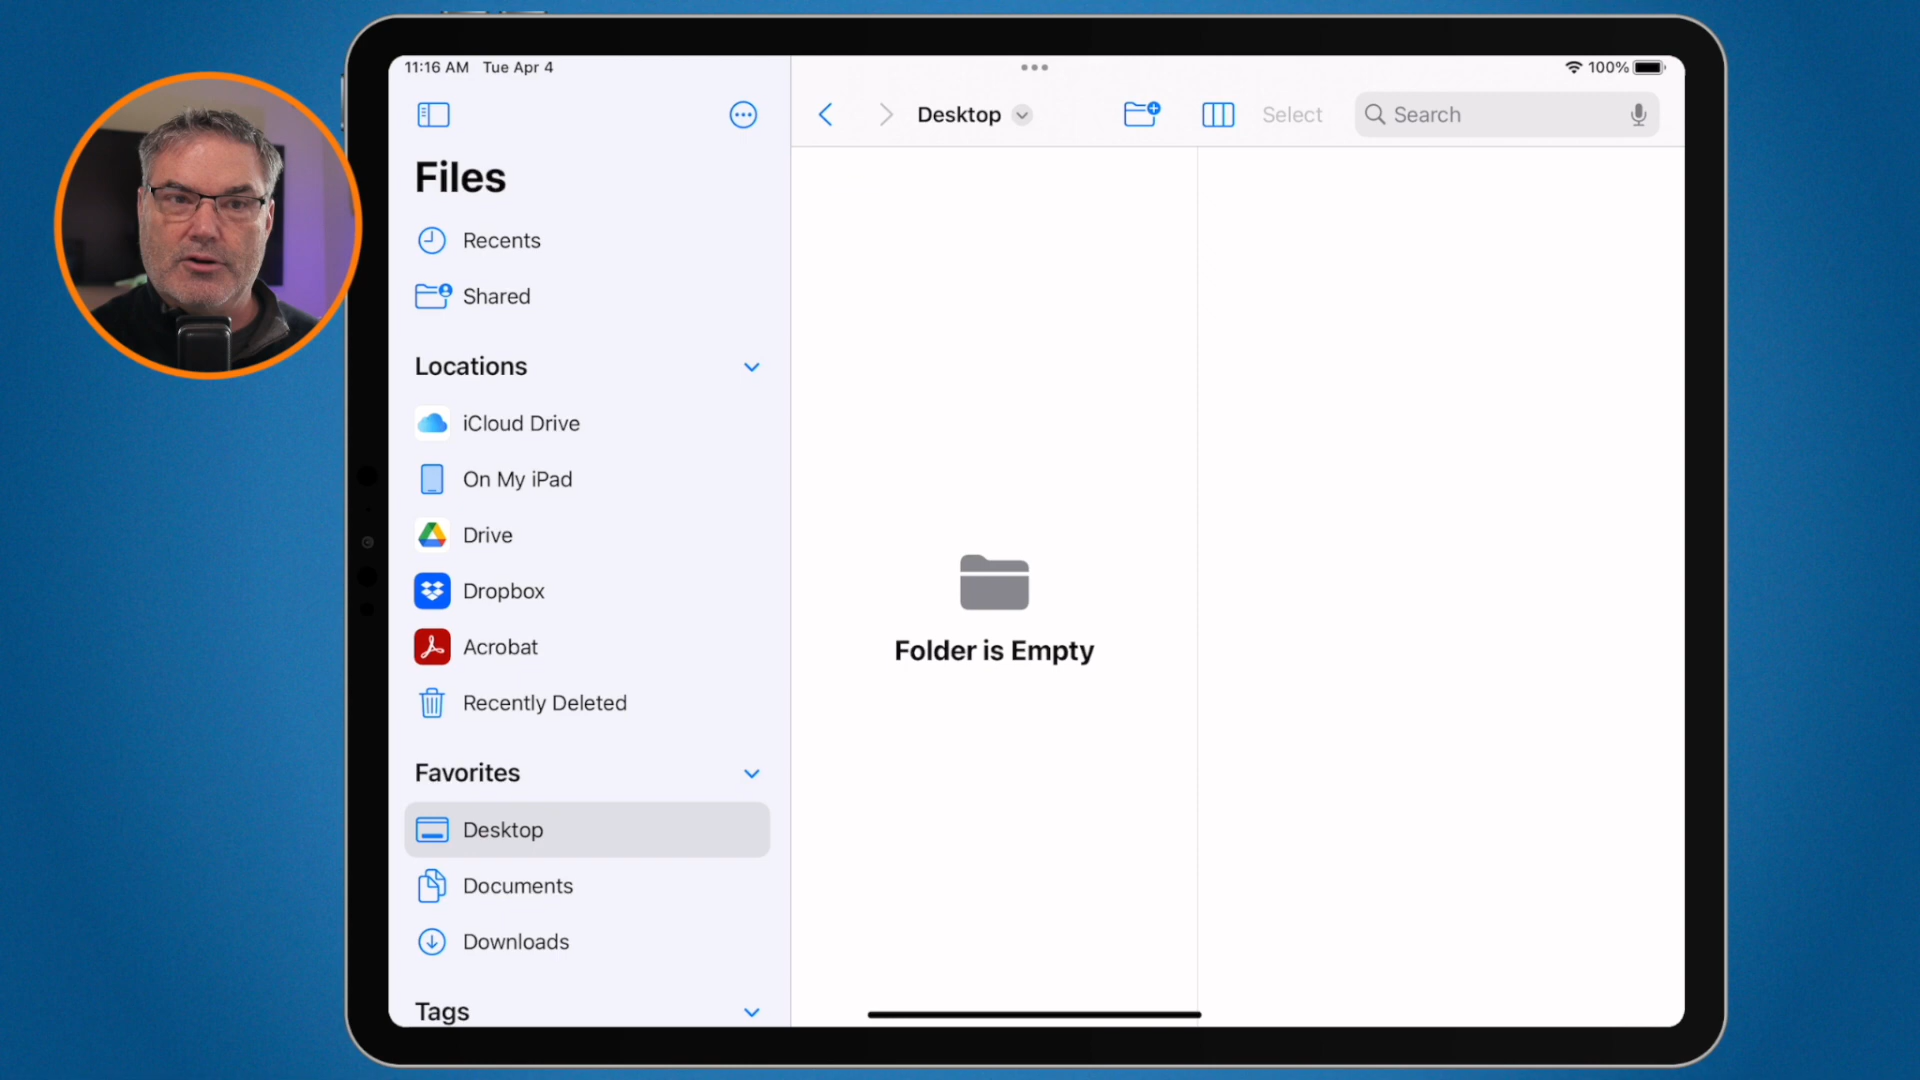 11:16 AM Tue Apr 4
100%
Desktop
Select
Search
Files
Recents
Shared
Locations
iCloud Drive
On My iPad
Drive
Dropbox
Acrobat
Recently Deleted
Favorites
Desktop
Documents
Downloads
Tags
Folder is Empty